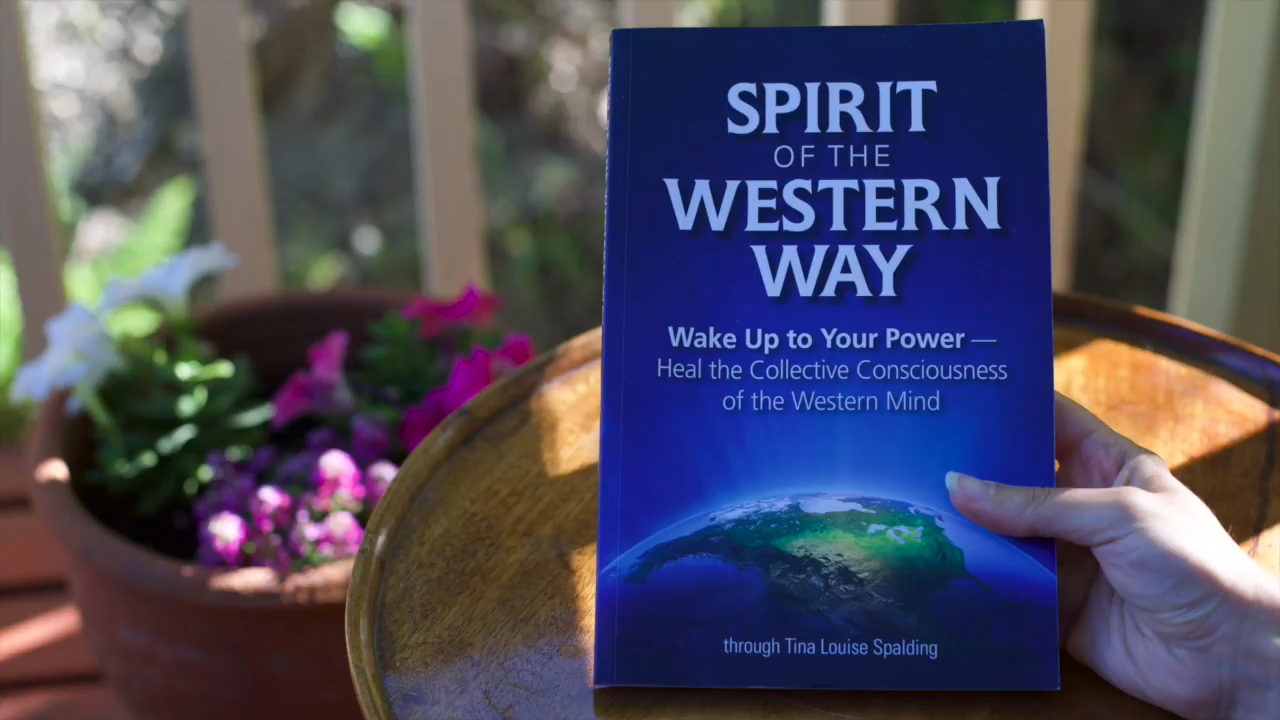 SPIRIT
OF THE
WESTERN
WAY
Wake Up to Your Power —
Heal the Collective Consciousness
of the Western Mind
through Tina Louise Spalding